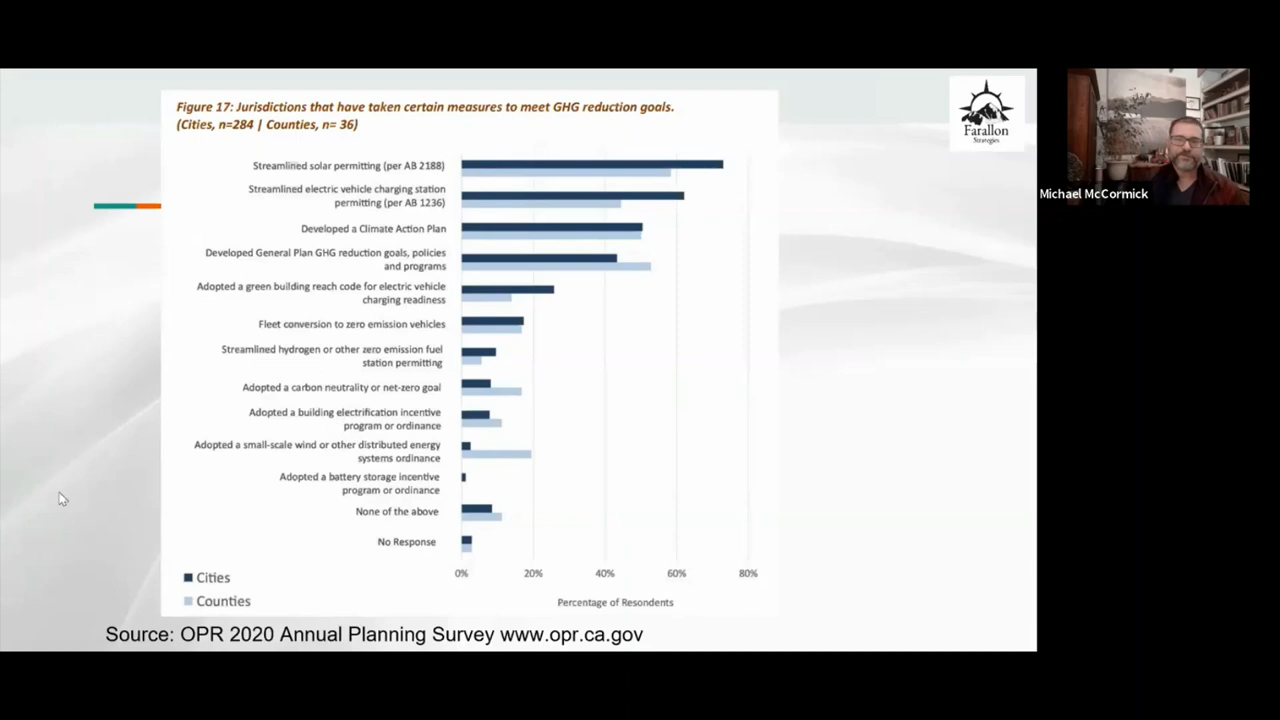 Figure 17: Jurisdictions that have taken certain measures to meet GHG reduction goals.
(Cities, n=284 | Counties, n= 36)
Farallon
Strategies
Michael McCormick
Streamlined solar permitting (per AB 2188)
Streamlined electric vehicle charging station
permitting (per AB 1236)
Developed a Climate Action Plan
Developed General Plan GHG reduction goals, policies
and programs
Adopted a green building reach code for electric vehicle
charging readiness
Fleet conversion to zero emission vehicles
Streamlined hydrogen or other zero emission fuel
station permitting
Adopted a carbon neutrality or net-zero goal
Adopted a building electrification incentive
program or ordinance
Adopted a small-scale wind or other distributed energy
systems ordinance
Adopted a battery storage incentive
program or ordinance
None of the above
No Response
0% 20% 40% 60% 80%
Percentage of Resondents
Cities
Counties
Source: OPR 2020 Annual Planning Survey www.opr.ca.gov